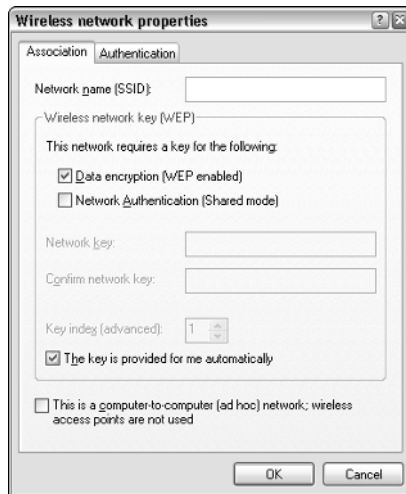 Wireless network properties
Association
Authentication
Network name (SSID):
Wireless network key (WEP)
This network requires a key for the following:
Data encryption (WEP enabled)
Network Authentication (Shared mode)
Network key:
Confirm network key:
Key index (advanced):
1
The key is provided for me automatically
This is a computer-to-computer (ad hoc) network; wireless
access points are not used
OK
Cancel